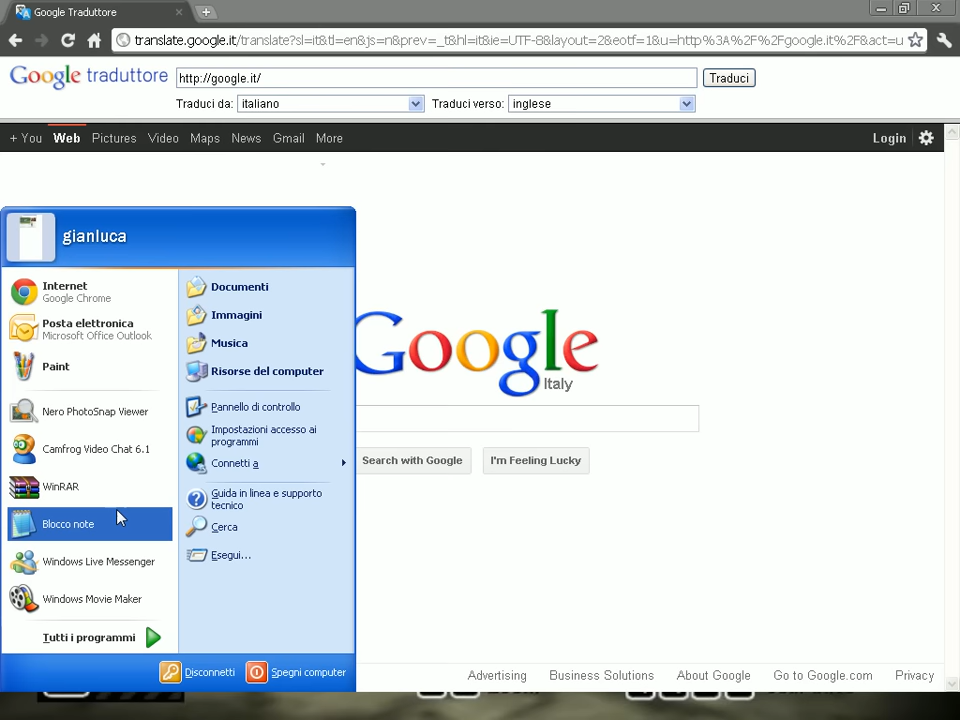 Google Traduttore
translate.google.it/translate?sl=it&tl=en&js=n&prev=_t&hl=it&ie=UTF-8&layout=2&eotf=1&u=http%3A%2F%2Fgoogle.it%2F&act=u
Google traduttore
http://google.it/
Traduci
Traduci da:
italiano
Traduci verso:
inglese
+ You Web Pictures Video Maps News Gmail More
Login
gianluca
Internet
Google Chrome
Posta elettronica
Microsoft Office Outlook
Paint
Nero PhotoSnap Viewer
Camfrog Video Chat 6.1
WinRAR
Blocco note
Windows Live Messenger
Windows Movie Maker
Tutti i programmi
Documenti
Immagini
Musica
Risorse del computer
Pannello di controllo
Impostazioni accesso ai
programmi
Connetti a
Guida in linea e supporto
tecnico
Cerca
Esegui...
Disconnetti
Spegni computer
Google
Italy
Search with Google
I'm Feeling Lucky
Advertising Business Solutions About Google Go to Google.com Privacy